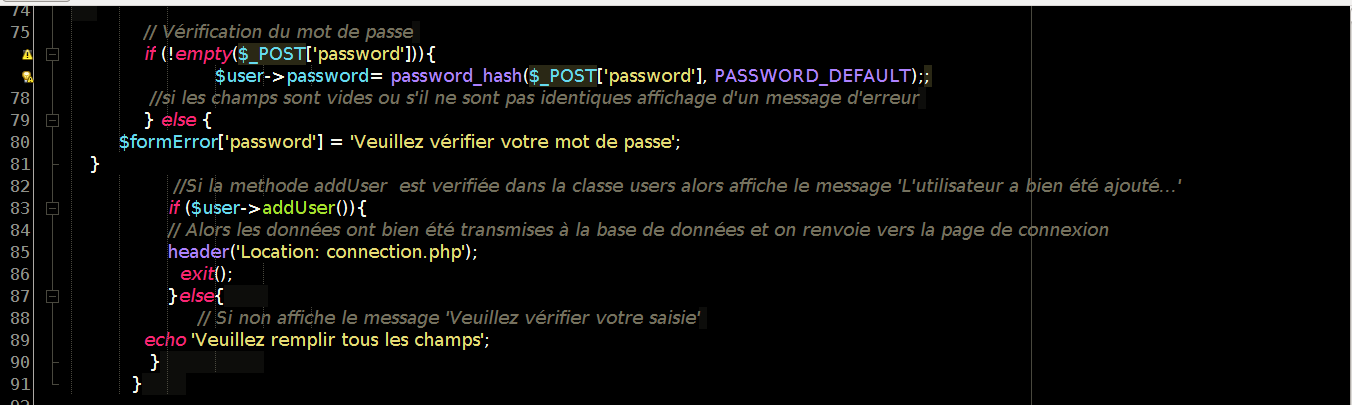 74
75 // Vérification du mot de passe
if (!empty($_POST['password'])){
$user->password= password_hash($_POST['password'], PASSWORD_DEFAULT);;
78 //si les champs sont vides ou s'il ne sont pas identiques affichage d'un message d'erreur
79 } else {
80 $formError['password'] = 'Veuillez vérifier votre mot de passe';
81 }
82 //Si la methode addUser  est verifiée dans la classe users alors affiche le message 'L'utilisateur a bien été ajouté...'
83 if ($user->addUser()){
84 // Alors les données ont bien été transmises à la base de données et on renvoie vers la page de connexion
85 header('Location: connection.php');
86 exit();
87 }else{
88 // Si non affiche le message 'Veuillez vérifier votre saisie'
89 echo 'Veuillez remplir tous les champs';
90 }
91 }